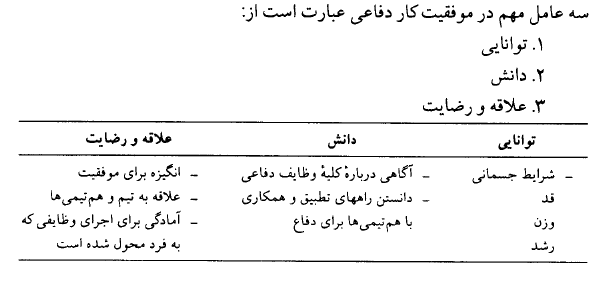 سه عامل مهم در موفقیت کار دفاعی عبارت است از:
۱. توانایی
۲. دانش
۳. علاقه و رضایت
توانایی دانش علاقه و رضایت
ـ شرایط جسمانی ـ آگاهی دربارهٔ کلیهٔ وظایف دفاعی ـ انگیزه برای موفقیت
قد ـ دانستن راههای تطبیق و همکاری ـ علاقه به تیم و هم‌تیمی‌ها
وزن با هم‌تیمی‌ها برای دفاع ـ آمادگی برای اجرای وظایفی که
رشد به فرد محول شده است